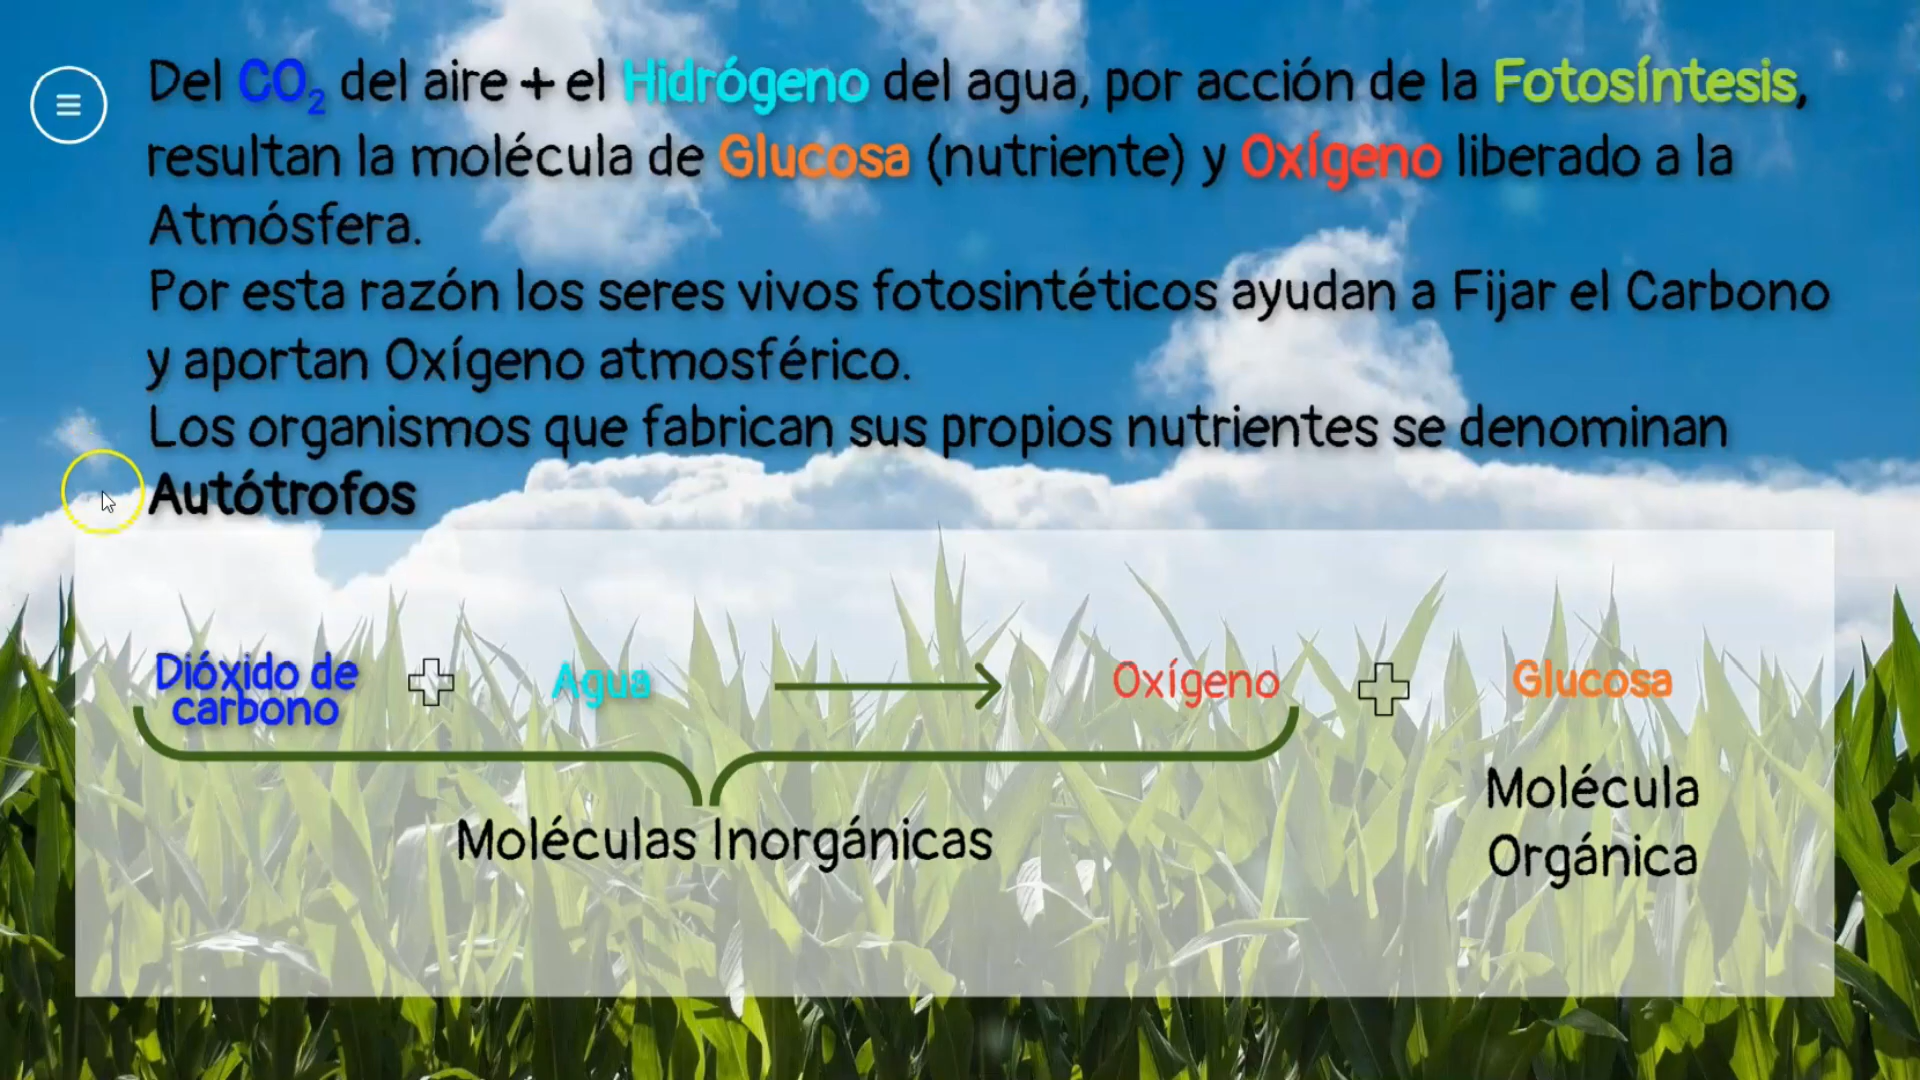 Del CO₂ del aire + el Hidrógeno del agua, por acción de la Fotosíntesis,
resultan la molécula de Glucosa (nutriente) y Oxígeno liberado a la
Atmósfera.
Por esta razón los seres vivos fotosintéticos ayudan a Fijar el Carbono
y aportan Oxígeno atmosférico.
Los organismos que fabrican sus propios nutrientes se denominan
Autótrofos
Dióxido de
carbono
Agua
Oxígeno
Glucosa
Moléculas Inorgánicas
Molécula
Orgánica